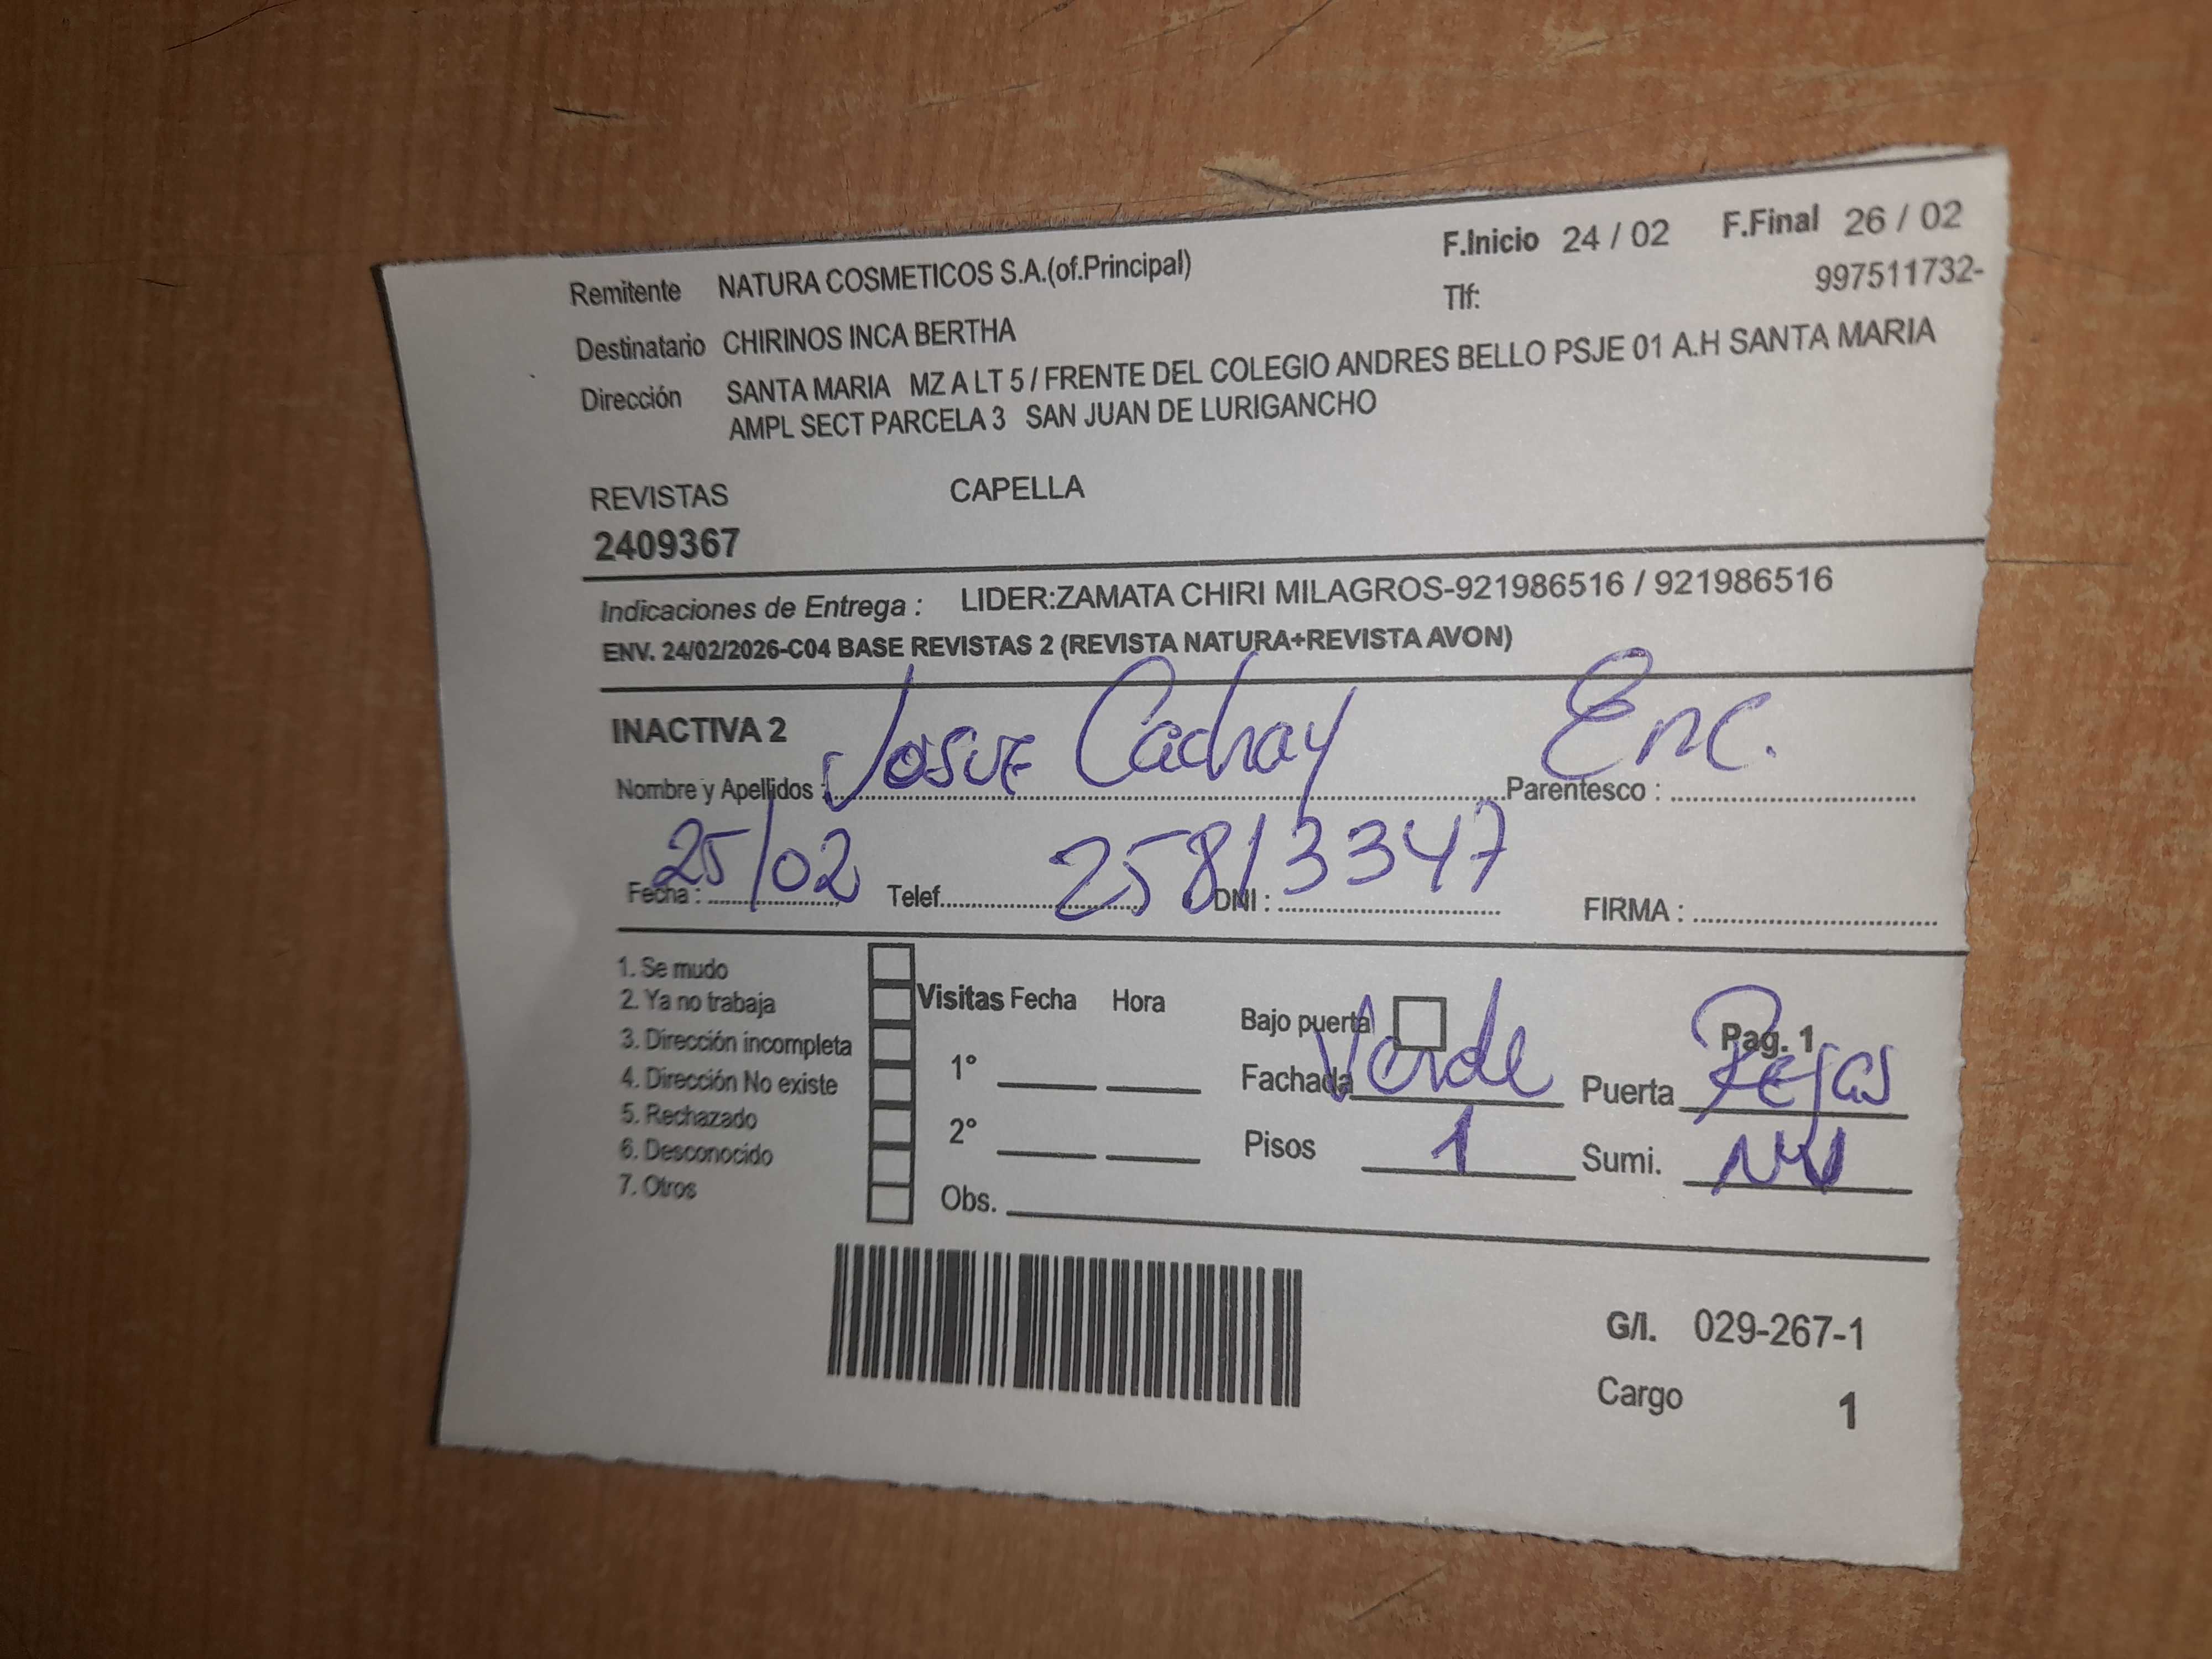 Remitente NATURA COSMETICOS S.A.(of.Principal) F.Inicio 24 / 02 F.Final 26 / 02
Tlf: 997511732-
Destinatario CHIRINOS INCA BERTHA
Dirección SANTA MARIA MZ A LT 5 / FRENTE DEL COLEGIO ANDRES BELLO PSJE 01 A.H SANTA MARIA
AMPL SECT PARCELA 3 SAN JUAN DE LURIGANCHO
REVISTAS CAPELLA
2409367
Indicaciones de Entrega : LIDER:ZAMATA CHIRI MILAGROS-921986516 / 921986516
ENV. 24/02/2026-C04 BASE REVISTAS 2 (REVISTA NATURA+REVISTA AVON)
INACTIVA 2
Nombre y Apellidos : Josue Cachay Parentesco : Enc.
Fecha : 25/02 Telef. DNI : 25813347 FIRMA :
1. Se mudo
2. Ya no trabaja
3. Dirección incompleta
4. Dirección No existe
5. Rechazado
6. Desconocido
7. Otros
Visitas Fecha Hora
1°
2°
Obs.
Bajo puerta Pag. 1
Fachada Verde Puerta Rejas
Pisos 1 Sumi.
G/I. 029-267-1
Cargo 1